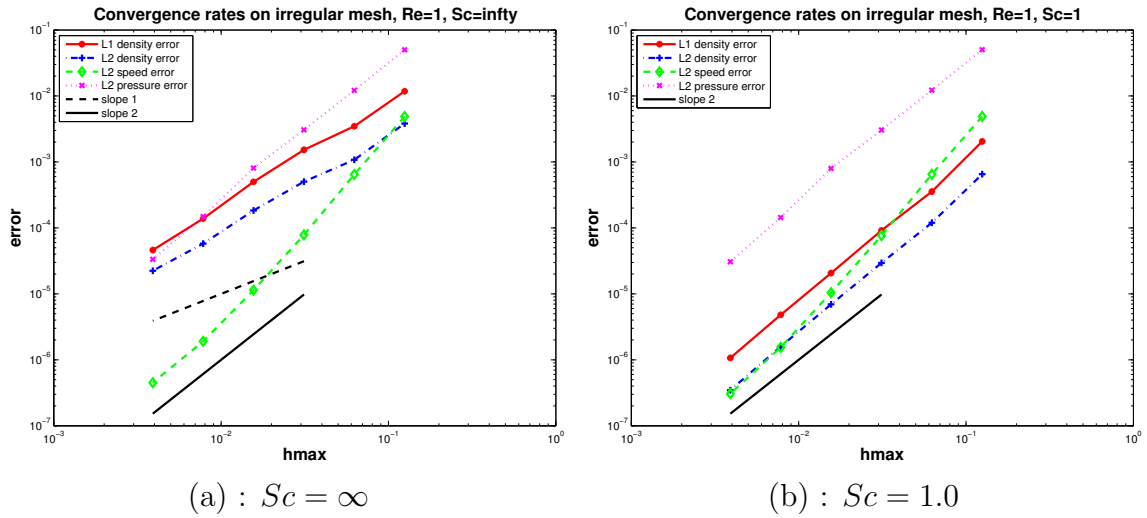 Convergence rates on irregular mesh, Re=1, Sc=infty
10^-1
10^-2
10^-3
10^-4
10^-5
10^-6
10^-7
error
L1 density error
L2 density error
L2 speed error
L2 pressure error
slope 1
slope 2
10^-3
10^-2
10^-1
10^0
hmax
(a) : Sc = ∞
Convergence rates on irregular mesh, Re=1, Sc=1
10^-1
10^-2
10^-3
10^-4
10^-5
10^-6
10^-7
error
L1 density error
L2 density error
L2 speed error
L2 pressure error
slope 2
10^-3
10^-2
10^-1
10^0
hmax
(b) : Sc = 1.0